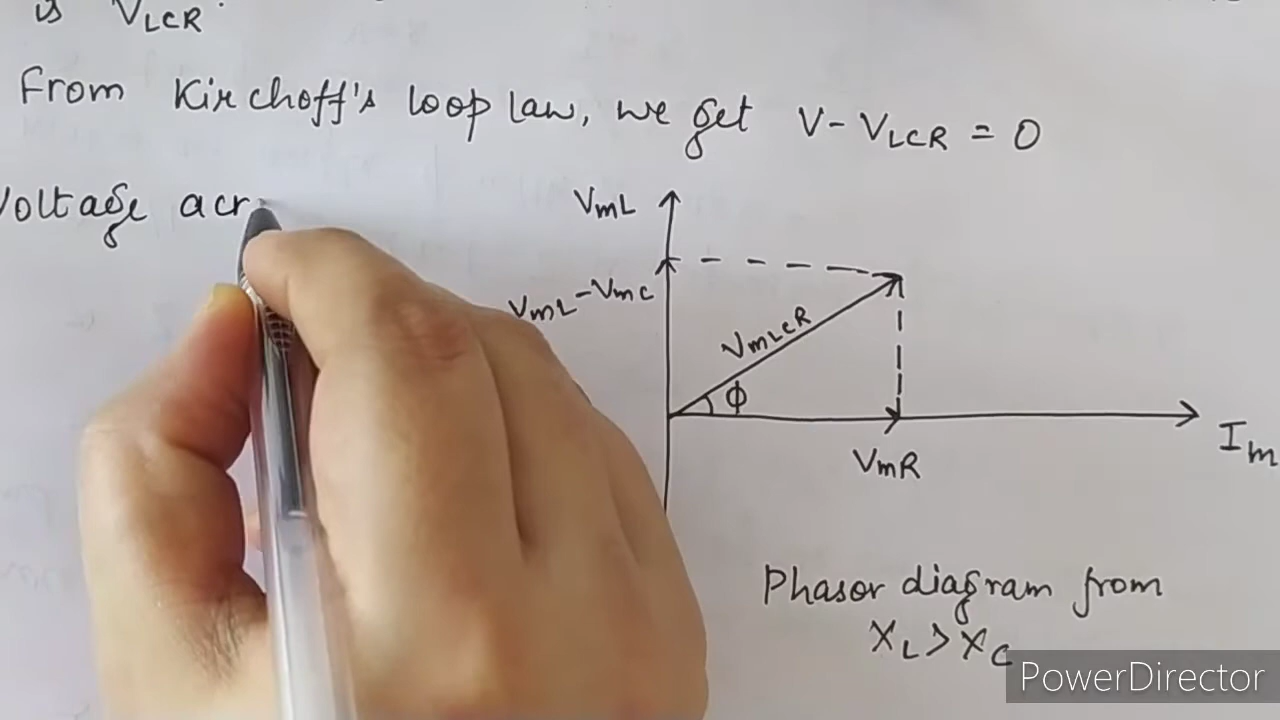 is VLCR.
From Kirchoff's loop law, we get V-VLCR = 0
Voltage acr
VmL
VmL-Vmc
VmLCR
ϕ
VmR
Im
Phasor diagram from
XL>XC
PowerDirector